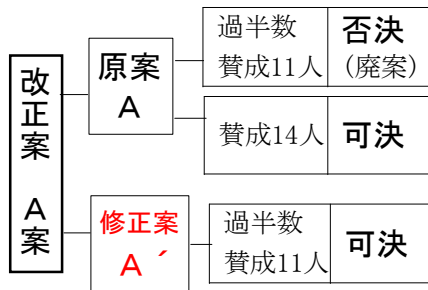 改正案 A案
原案
A
過半数
賛成11人
否決
(廃案)
賛成14人
可決
修正案
A ´
過半数
賛成11人
可決